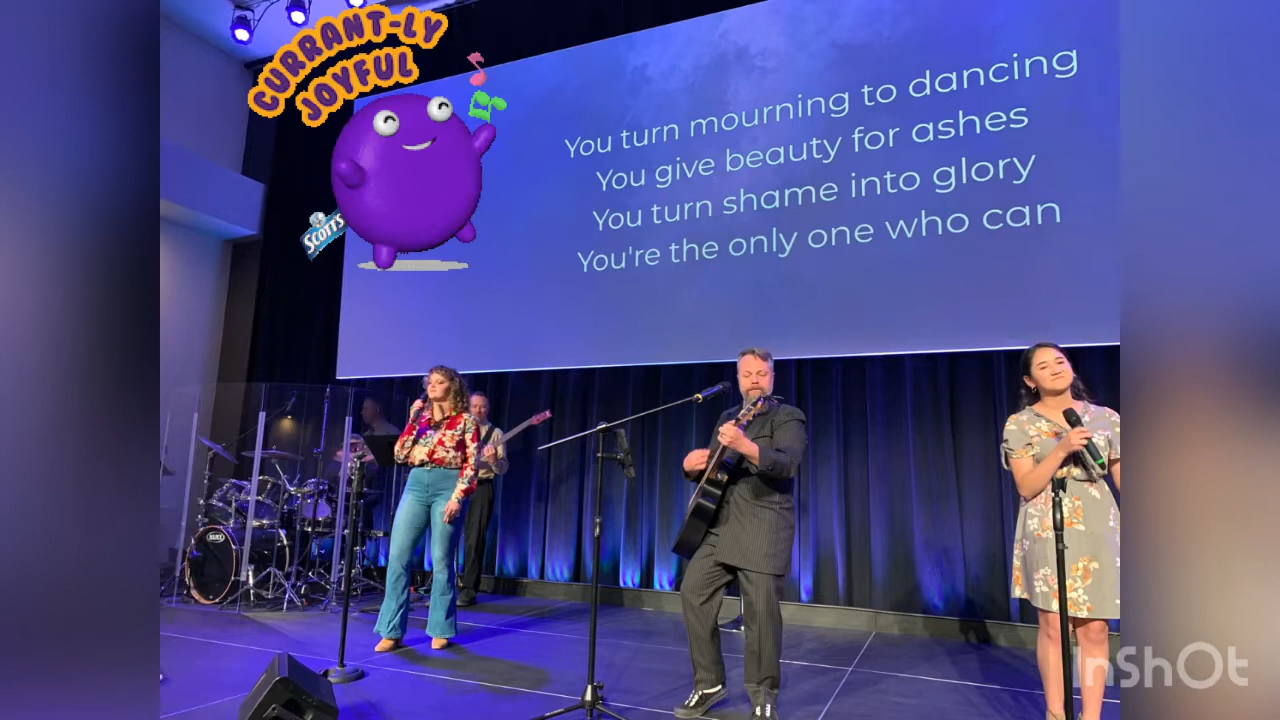 CURRANT-LY
JOYFUL
SCOTTS
You turn mourning to dancing
You give beauty for ashes
You turn shame into glory
You're the only one who can
InShOt